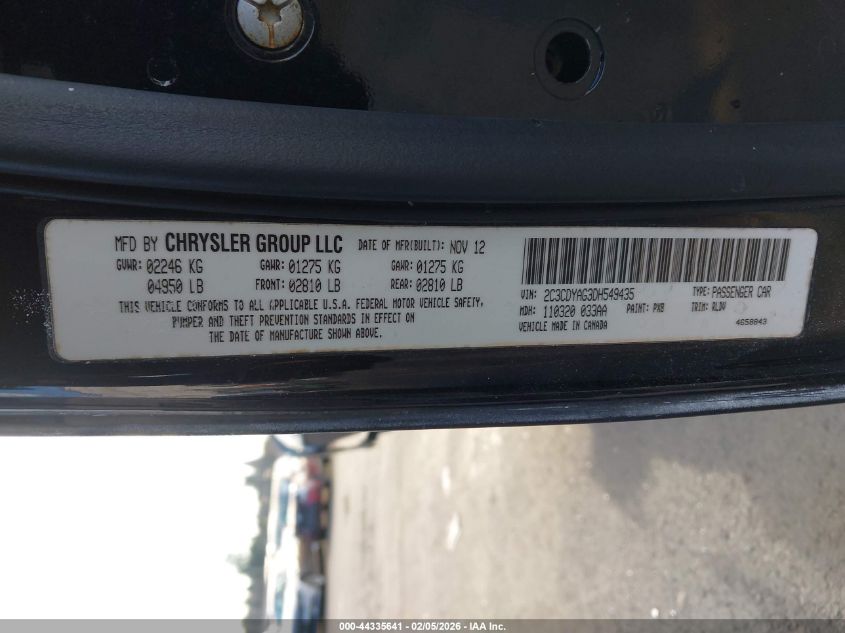 MFD BY CHRYSLER GROUP LLC DATE OF MFR(BUILT): NOV 12
GVWR: 02246 KG GAWR: 01275 KG GAWR: 01275 KG
04950 LB FRONT: 02810 LB REAR: 02810 LB
THIS VEHICLE CONFORMS TO ALL APPLICABLE U.S.A. FEDERAL MOTOR VEHICLE SAFETY,
BUMPER AND THEFT PREVENTION STANDARDS IN EFFECT ON
THE DATE OF MANUFACTURE SHOWN ABOVE.
VIN: 2C3CDYAG3DH549435 TYPE: PASSENGER CAR
MDH: 110320 033AA PAINT: PX8 TRIM: RLDV
VEHICLE MADE IN CANADA 4658843
000-44335641 - 02/05/2026 - IAA Inc.